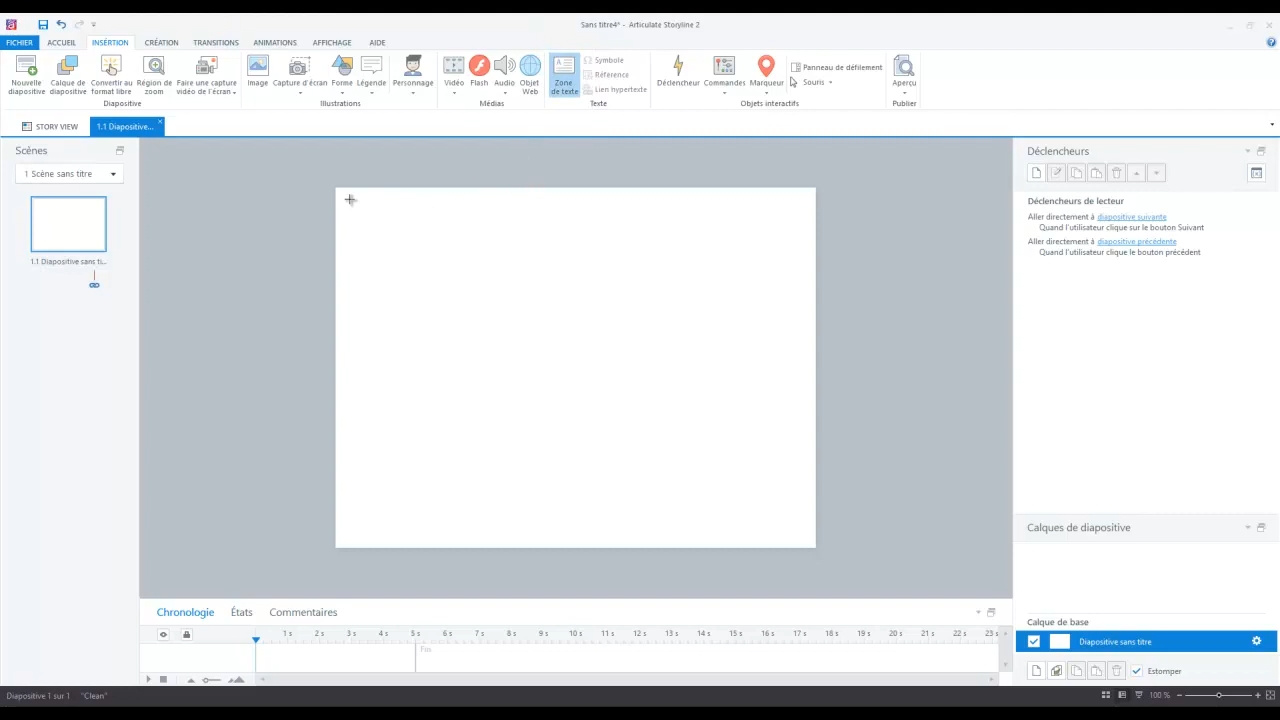 Sans titre4* - Articulate Storyline 2
FICHIER ACCUEIL INSERTION CRÉATION TRANSITIONS ANIMATIONS AFFICHAGE AIDE
Nouvelle diapositive
Calque de diapositive
Convertir au format libre
Région de zoom
Faire une capture vidéo de l'écran
Image
Capture d'écran
Forme
Légende
Personnage
Vidéo
Flash
Audio
Objet Web
Zone de texte
Symbole
Référence
Lien hypertexte
Déclencheur
Commandes
Marqueur
Panneau de défilement
Souris
Aperçu
Diapositive Illustrations Médias Texte Objets interactifs Publier
STORY VIEW 1.1 Diapositive...
Scènes
1 Scène sans titre
1.1 Diapositive sans ti...
Déclencheurs
Déclencheurs de lecteur
Aller directement à diapositive suivante
Quand l'utilisateur clique sur le bouton Suivant
Aller directement à diapositive précédente
Quand l'utilisateur clique le bouton précédent
Calques de diapositive
Calque de base
Diapositive sans titre
Estomper
Chronologie États Commentaires
1 s 2 s 3 s 4 s 5 s 6 s 7 s 8 s 9 s 10 s 11 s 12 s 13 s 14 s 15 s 16 s 17 s 18 s 19 s 20 s 21 s 22 s 23 s
Diapositive 1 sur 1 "Clean"
100 %